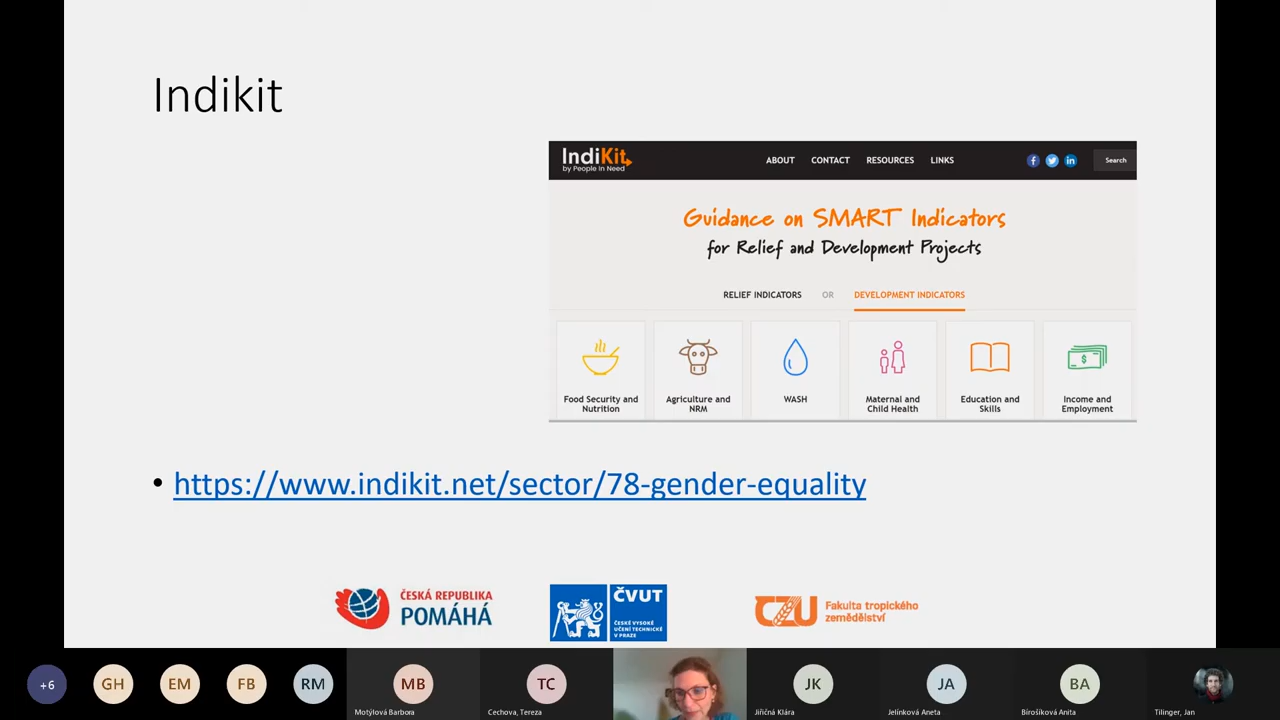 Indikit
IndiKit
by People in Need
ABOUT CONTACT RESOURCES LINKS
Search
Guidance on SMART Indicators
for Relief and Development Projects
RELIEF INDICATORS OR DEVELOPMENT INDICATORS
Food Security and
Nutrition
Agriculture and
NRM
WASH
Maternal and
Child Health
Education and
Skills
Income and
Employment
• https://www.indikit.net/sector/78-gender-equality
ČESKÁ REPUBLIKA
POMÁHÁ
ČVUT
ČESKÉ VYSOKÉ
UČENÍ TECHNICKÉ
V PRAZE
CZU
Fakulta tropického
zemědělství
+6
GH
EM
FB
RM
MB
Motýlová Barbora
TC
Cechova, Tereza
JK
Jiřičná Klára
JA
Jelínková Aneta
BA
Birošíková Anita
Tilinger, Jan